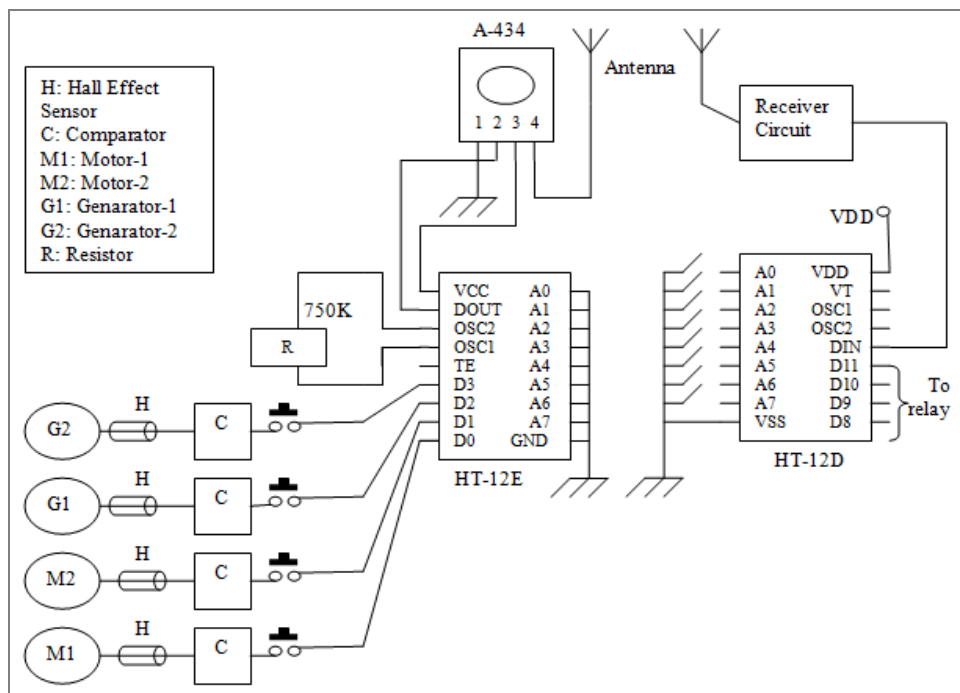 A-434
1 2 3 4
Antenna
Receiver
Circuit
H: Hall Effect
Sensor
C: Comparator
M1: Motor-1
M2: Motor-2
G1: Genarator-1
G2: Genarator-2
R: Resistor
VDD
750K
R
VCC A0
DOUT A1
OSC2 A2
OSC1 A3
TE A4
D3 A5
D2 A6
D1 A7
D0 GND
HT-12E
A0 VDD
A1 VT
A2 OSC1
A3 OSC2
A4 DIN
A5 D11
A6 D10
A7 D9
VSS D8
HT-12D
To
relay
H
G2 C
H
G1 C
H
M2 C
H
M1 C